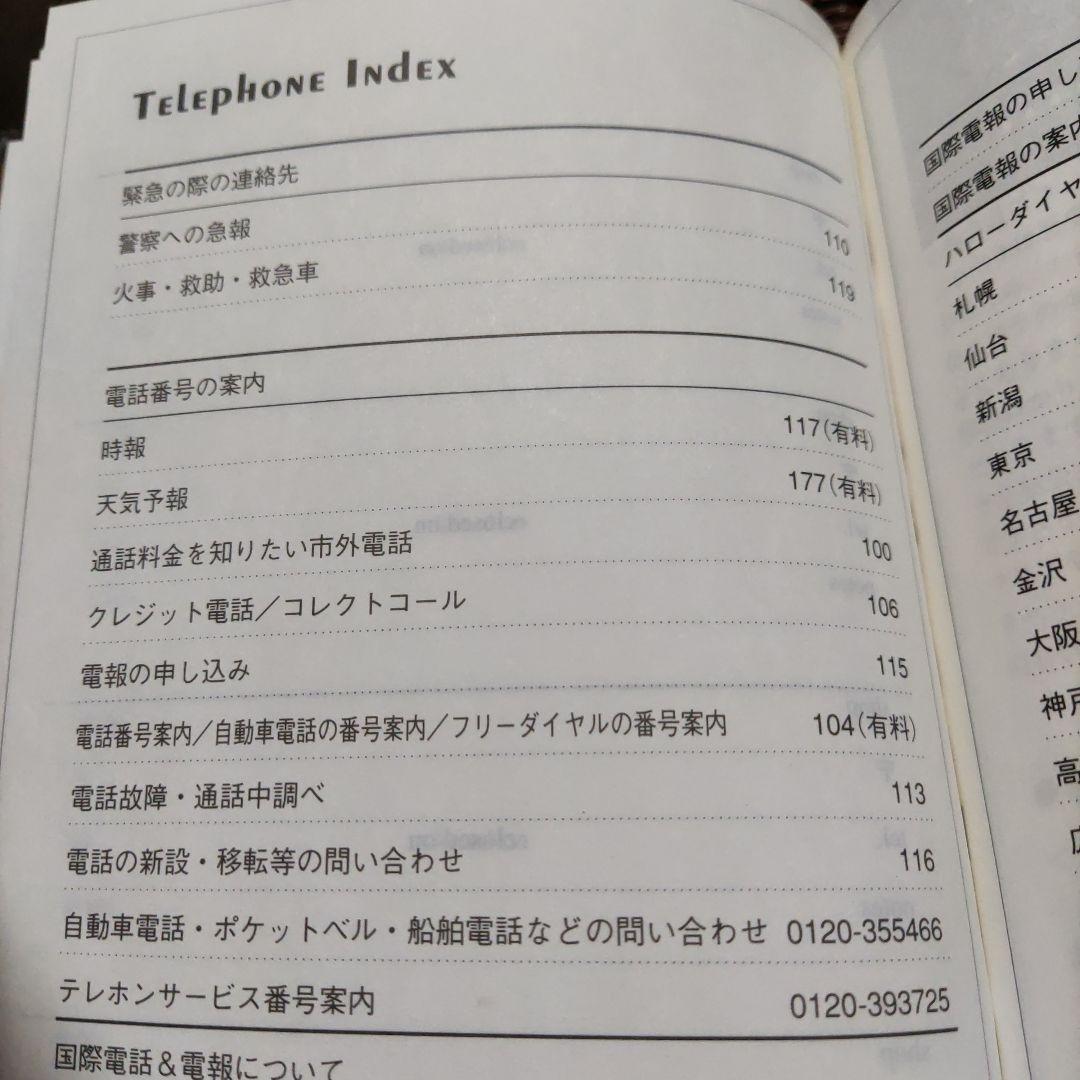 Telephone Index
緊急の際の連絡先
警察への急報 110
火事・救助・救急車 119
電話番号の案内
時報 117(有料)
天気予報 177(有料)
通話料金を知りたい市外電話 100
クレジット電話／コレクトコール 106
電報の申し込み 115
電話番号案内／自動車電話の番号案内／フリーダイヤルの番号案内 104(有料)
電話故障・通話中調べ 113
電話の新設・移転等の問い合わせ 116
自動車電話・ポケットベル・船舶電話などの問い合わせ 0120-355466
テレホンサービス番号案内 0120-393725
国際電話＆電報について
国際電報の申し
国際電報の案内
ハローダイヤ
札幌
仙台
新潟
東京
名古屋
金沢
大阪
神戸
高